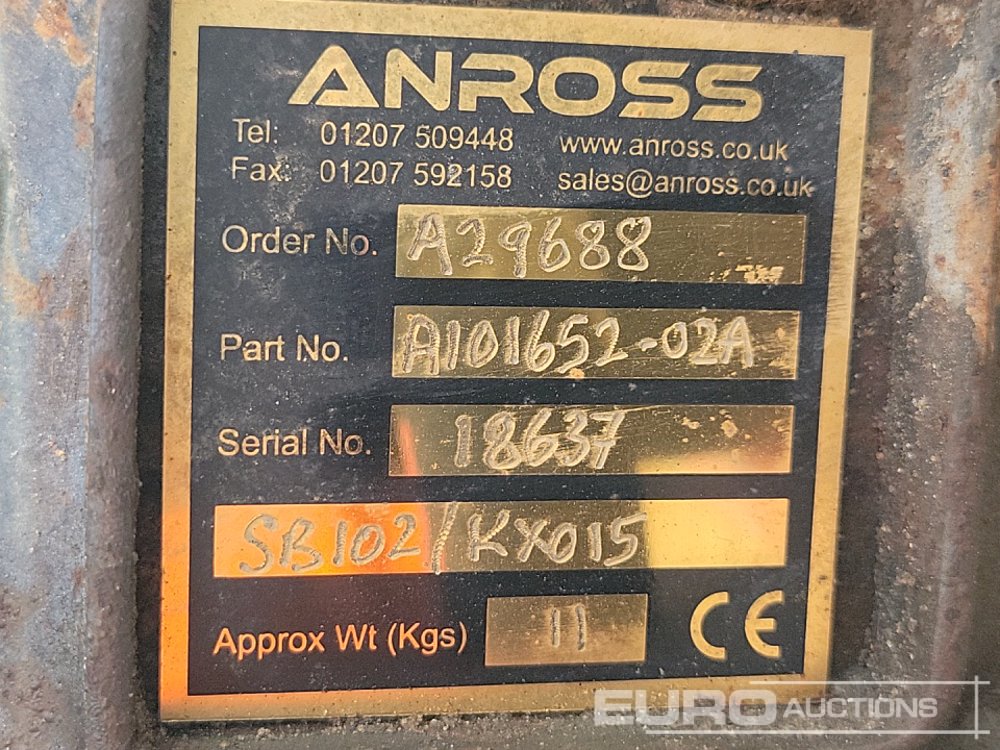 ANROSS
Tel: 01207 509448 www.anross.co.uk
Fax: 01207 592158 sales@anross.co.uk
Order No. A29688
Part No. A101652-02A
Serial No. 18637
SB102/KX015
Approx Wt (Kgs) 11 CE
EURO AUCTIONS